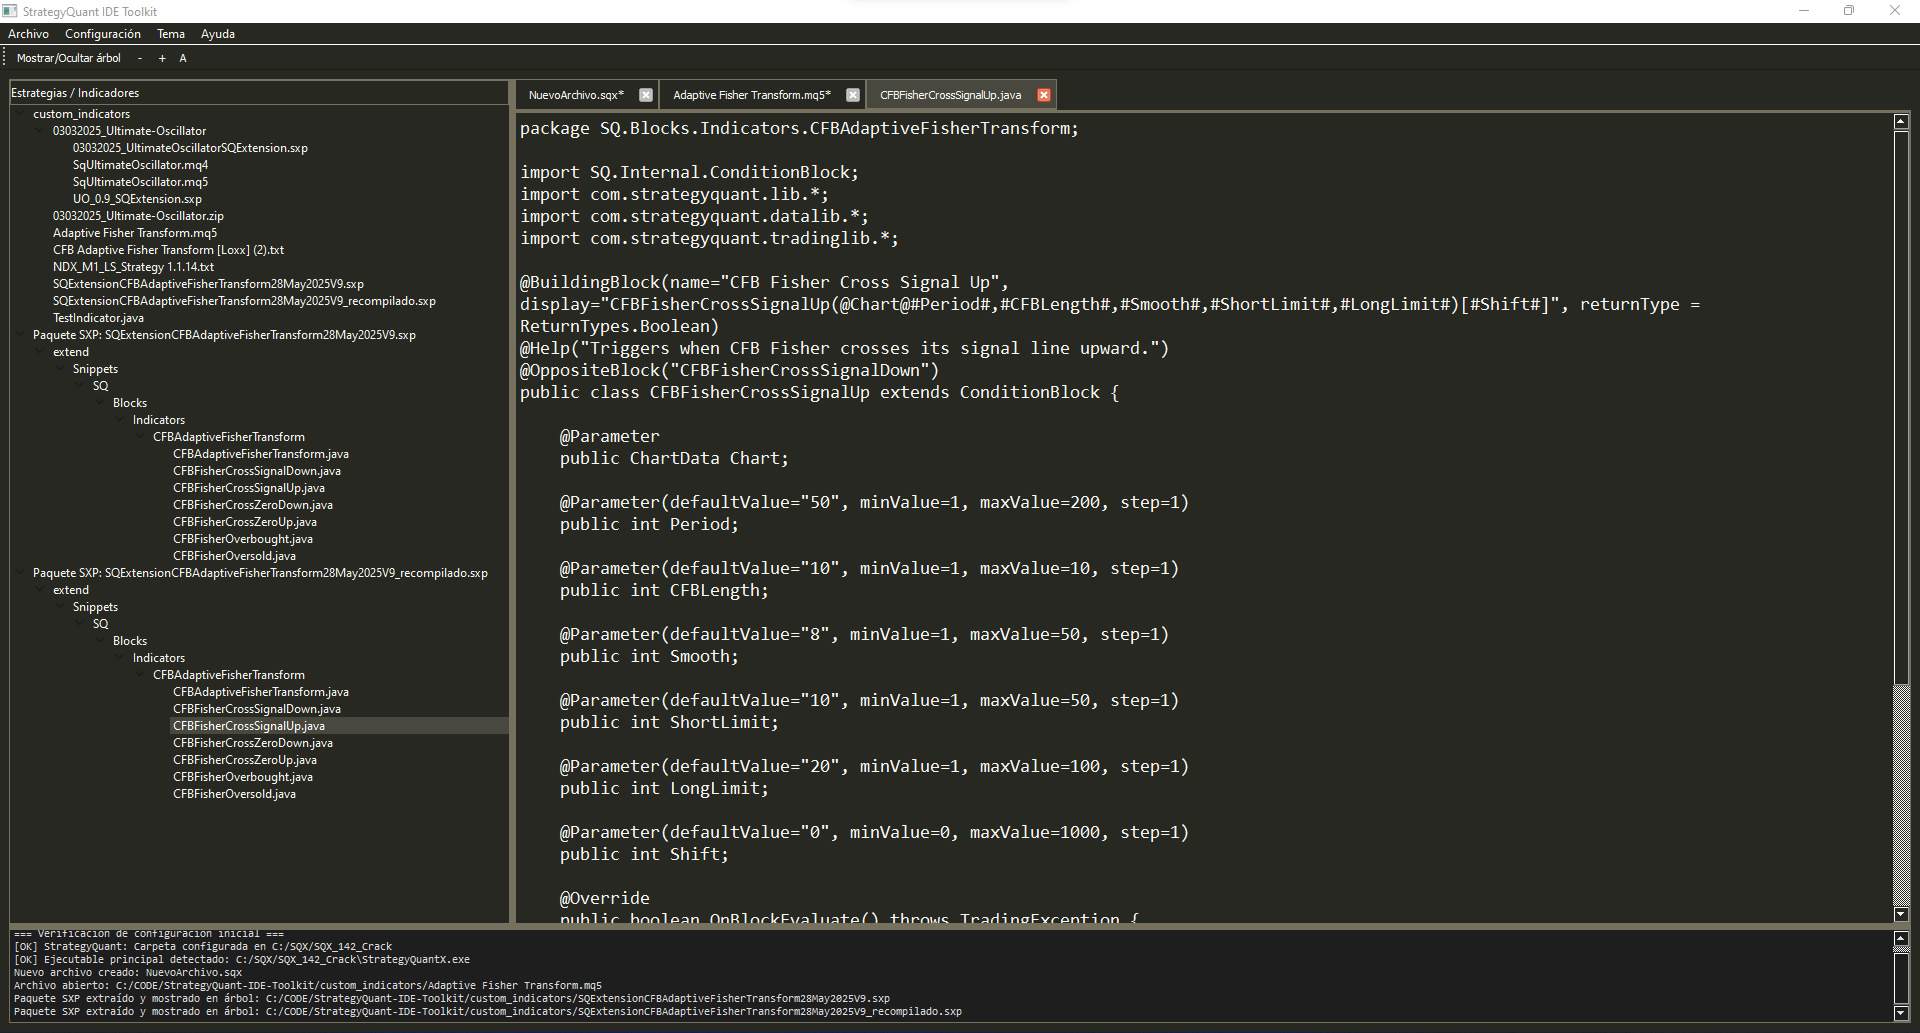 StrategyQuant IDE Toolkit
Archivo Configuración Tema Ayuda
Mostrar/Ocultar árbol - + A
Estrategias / Indicadores
custom_indicators
03032025_Ultimate-Oscillator
03032025_UltimateOscillatorSQExtension.sxp
SqUltimateOscillator.mq4
SqUltimateOscillator.mq5
UO_0.9_SQExtension.sxp
03032025_Ultimate-Oscillator.zip
Adaptive Fisher Transform.mq5
CFB Adaptive Fisher Transform [Loxx] (2).txt
NDX_M1_LS_Strategy 1.1.14.txt
SQExtensionCFBAdaptiveFisherTransform28May2025V9.sxp
SQExtensionCFBAdaptiveFisherTransform28May2025V9_recompilado.sxp
TestIndicator.java
Paquete SXP: SQExtensionCFBAdaptiveFisherTransform28May2025V9.sxp
extend
Snippets
SQ
Blocks
Indicators
CFBAdaptiveFisherTransform
CFBAdaptiveFisherTransform.java
CFBFisherCrossSignalDown.java
CFBFisherCrossSignalUp.java
CFBFisherCrossZeroDown.java
CFBFisherCrossZeroUp.java
CFBFisherOverbought.java
CFBFisherOversold.java
Paquete SXP: SQExtensionCFBAdaptiveFisherTransform28May2025V9_recompilado.sxp
extend
Snippets
SQ
Blocks
Indicators
CFBAdaptiveFisherTransform
CFBAdaptiveFisherTransform.java
CFBFisherCrossSignalDown.java
CFBFisherCrossSignalUp.java
CFBFisherCrossZeroDown.java
CFBFisherCrossZeroUp.java
CFBFisherOverbought.java
CFBFisherOversold.java
NuevoArchivo.sqx* Adaptive Fisher Transform.mq5* CFBFisherCrossSignalUp.java
package SQ.Blocks.Indicators.CFBAdaptiveFisherTransform;
import SQ.Internal.ConditionBlock;
import com.strategyquant.lib.*;
import com.strategyquant.datalib.*;
import com.strategyquant.tradinglib.*;
@BuildingBlock(name="CFB Fisher Cross Signal Up",
display="CFBFisherCrossSignalUp(@Chart@#Period#,#CFBLength#,#Smooth#,#ShortLimit#,#LongLimit#)[#Shift#]", returnType =
ReturnTypes.Boolean)
@Help("Triggers when CFB Fisher crosses its signal line upward.")
@OppositeBlock("CFBFisherCrossSignalDown")
public class CFBFisherCrossSignalUp extends ConditionBlock {
@Parameter
public ChartData Chart;
@Parameter(defaultValue="50", minValue=1, maxValue=200, step=1)
public int Period;
@Parameter(defaultValue="10", minValue=1, maxValue=10, step=1)
public int CFBLength;
@Parameter(defaultValue="8", minValue=1, maxValue=50, step=1)
public int Smooth;
@Parameter(defaultValue="10", minValue=1, maxValue=50, step=1)
public int ShortLimit;
@Parameter(defaultValue="20", minValue=1, maxValue=100, step=1)
public int LongLimit;
@Parameter(defaultValue="0", minValue=0, maxValue=1000, step=1)
public int Shift;
@Override
public boolean OnBlockEvaluate() throws TradingException {
=== Verificación de configuración inicial ===
[OK] StrategyQuant: Carpeta configurada en C:/SQX/SQX_142_Crack
[OK] Ejecutable principal detectado: C:/SQX/SQX_142_Crack\StrategyQuantX.exe
Nuevo archivo creado: NuevoArchivo.sqx
Archivo abierto: C:/CODE/StrategyQuant-IDE-Toolkit/custom_indicators/Adaptive Fisher Transform.mq5
Paquete SXP extraído y mostrado en árbol: C:/CODE/StrategyQuant-IDE-Toolkit/custom_indicators/SQExtensionCFBAdaptiveFisherTransform28May2025V9.sxp
Paquete SXP extraído y mostrado en árbol: C:/CODE/StrategyQuant-IDE-Toolkit/custom_indicators/SQExtensionCFBAdaptiveFisherTransform28May2025V9_recompilado.sxp